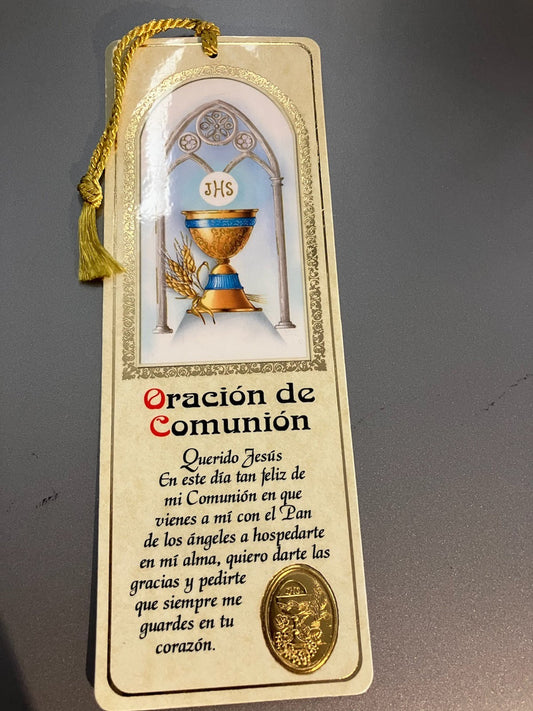 JHS
Oración de
Comunión
Querido Jesús
En este día tan feliz de
mi Comunión en que
vienes a mí con el Pan
de los ángeles a hospedarte
en mí alma, quiero darte las
gracias y pedirte
que siempre me
guardes en tu
corazón.